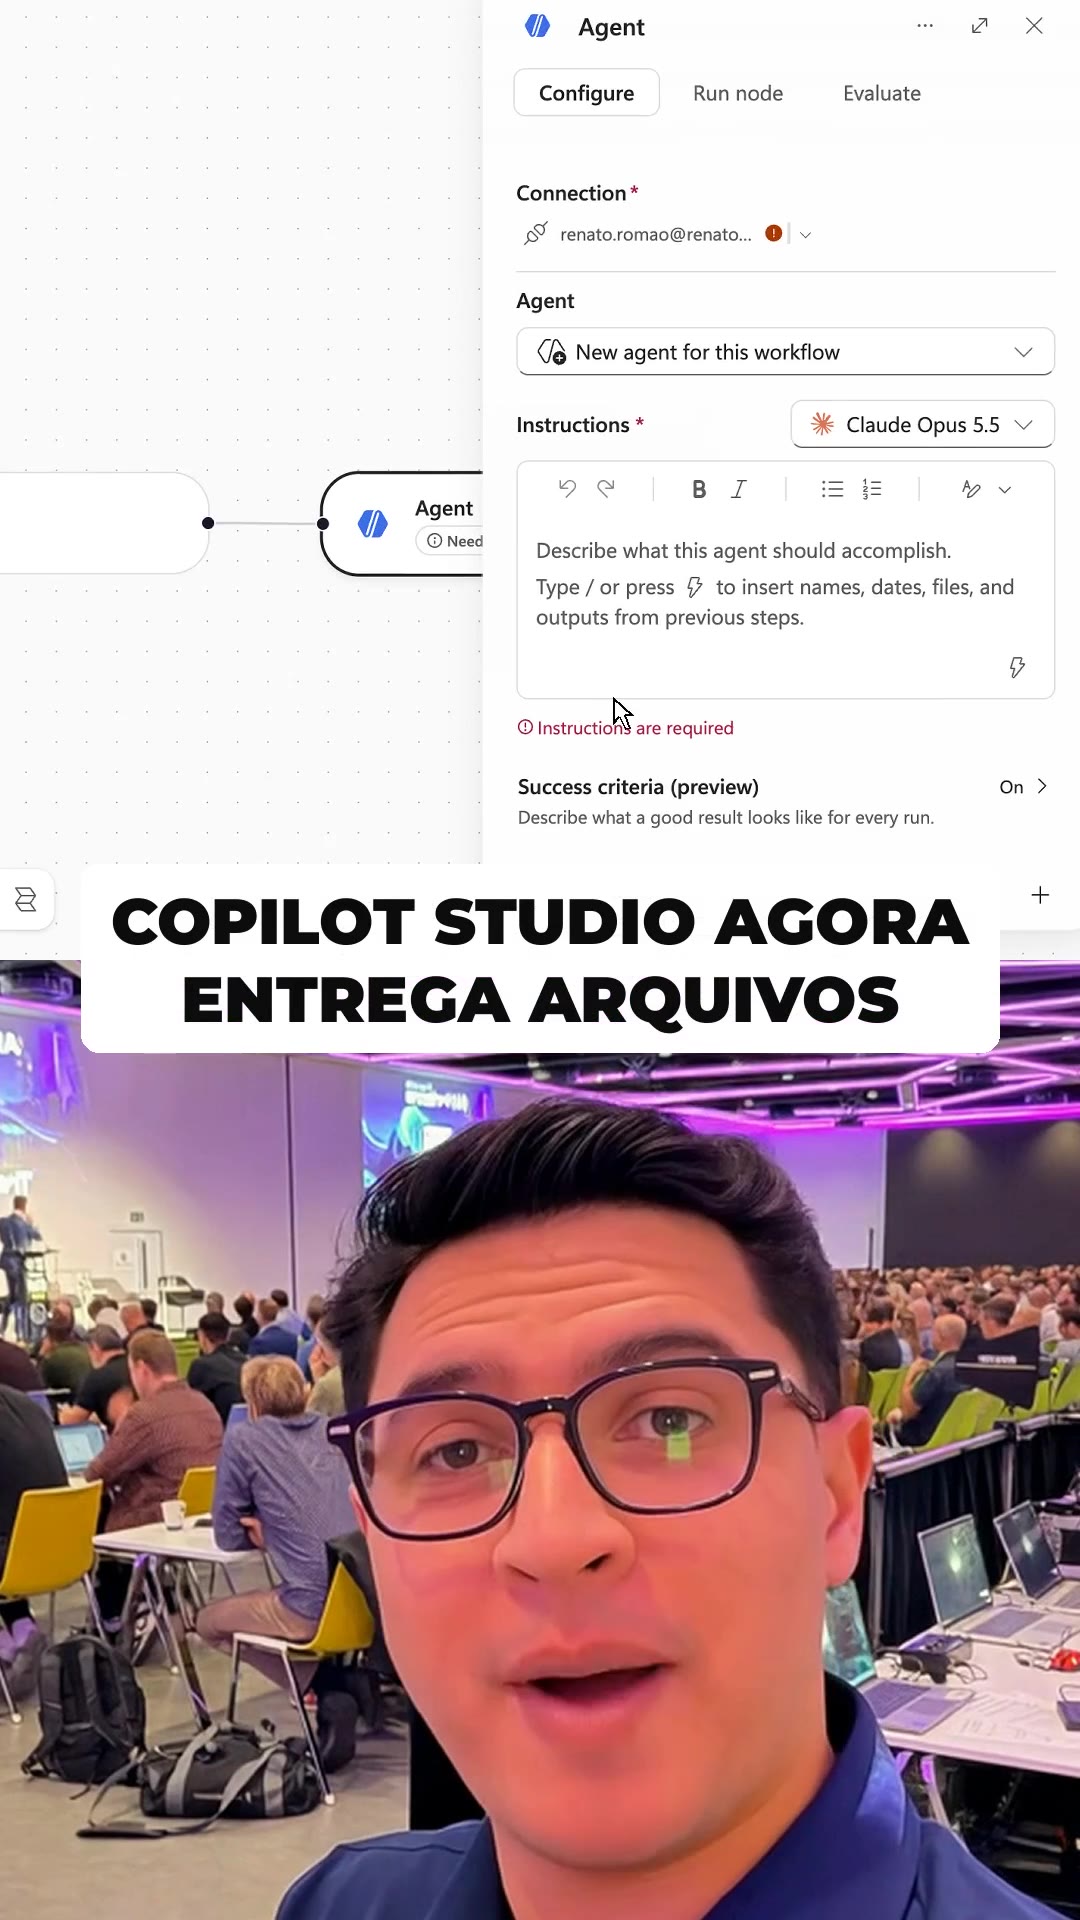 Agent
Configure
Run node
Evaluate
Connection*
renato.romao@renato...
Agent
New agent for this workflow
Instructions *
Claude Opus 5.5
B I
Describe what this agent should accomplish.
Type / or press to insert names, dates, files, and
outputs from previous steps.
Instructions are required
Success criteria (preview)
On
Describe what a good result looks like for every run.
Agent
Need
COPILOT STUDIO AGORA
ENTREGA ARQUIVOS